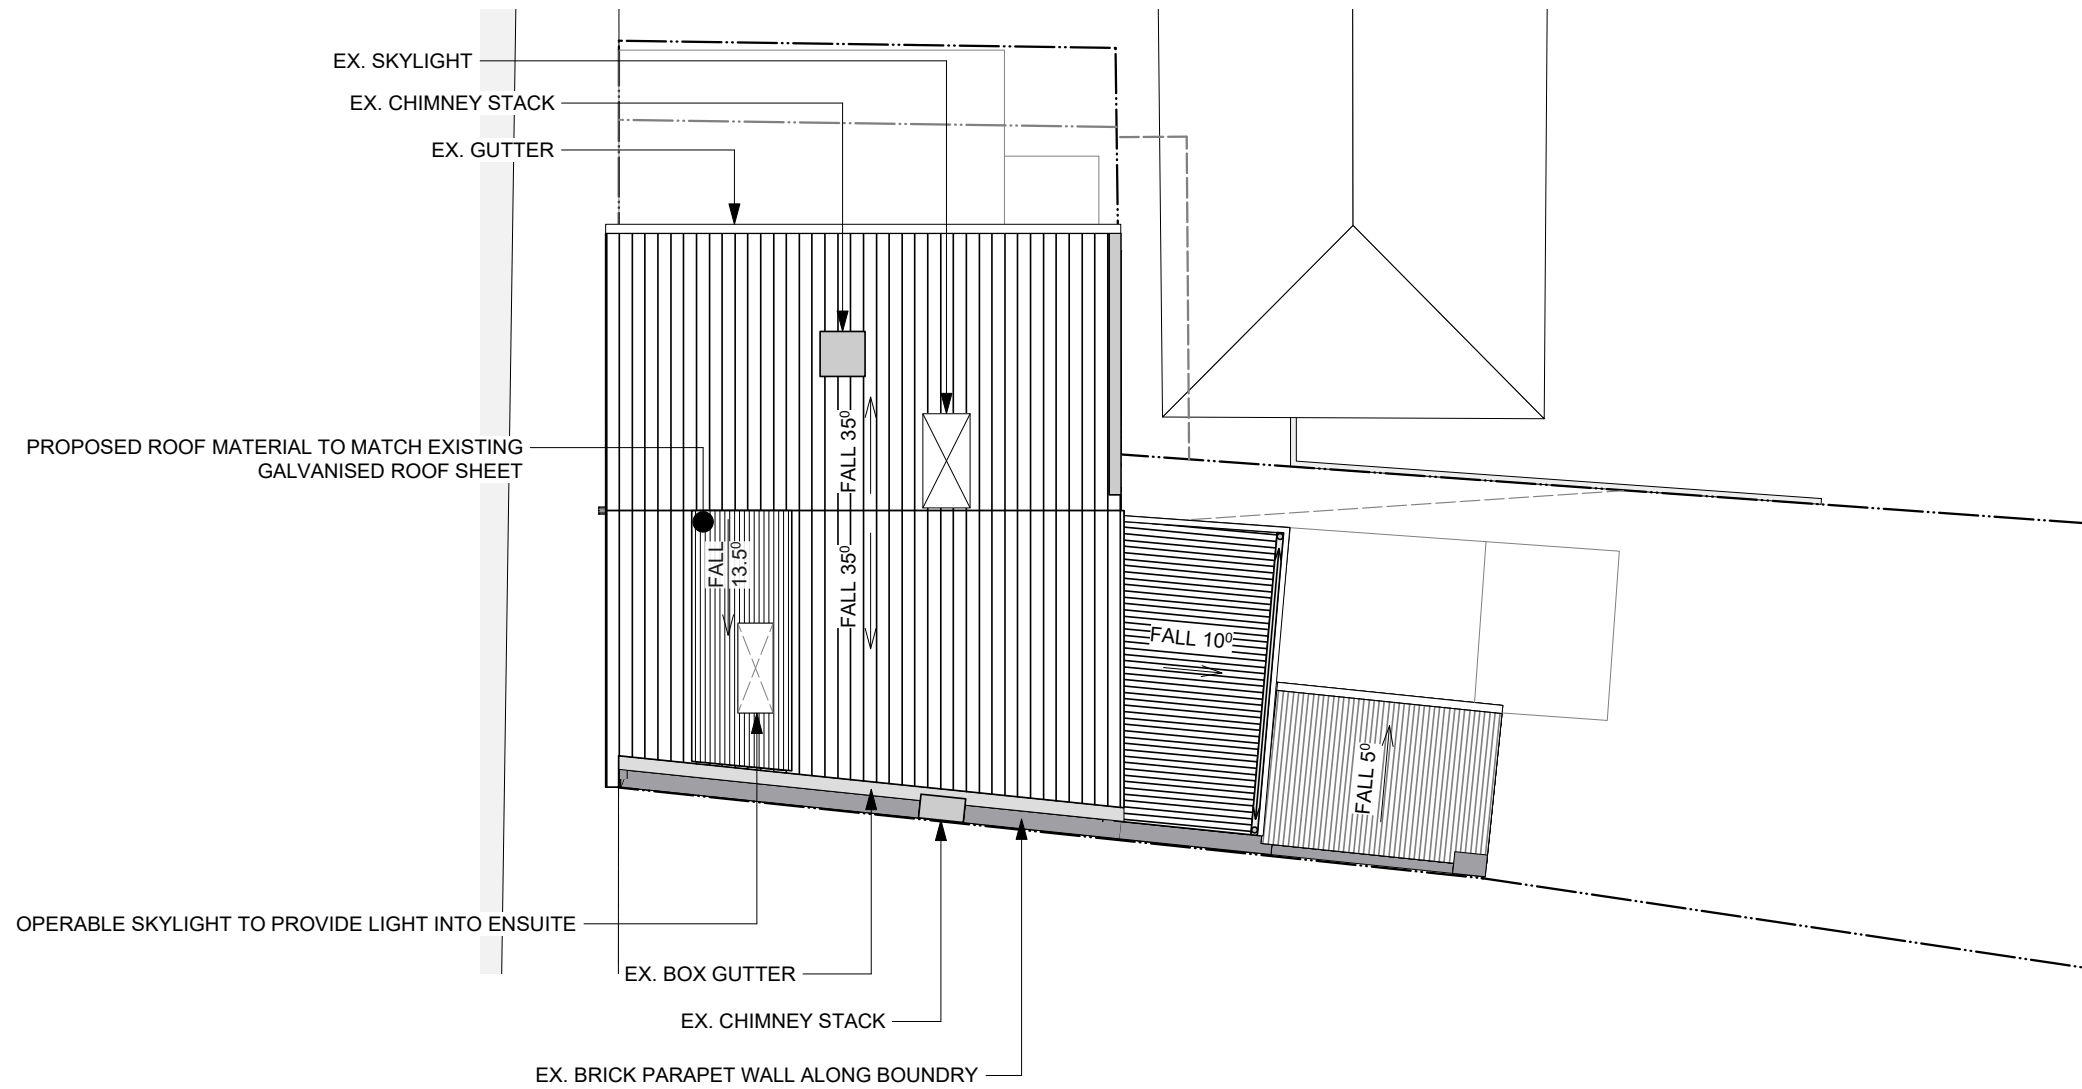 EX. SKYLIGHT
EX. CHIMNEY STACK
EX. GUTTER
FALL 35⁰
PROPOSED ROOF MATERIAL TO MATCH EXISTING
GALVANISED ROOF SHEET
FALL
13.5⁰
FALL 35⁰
FALL 10⁰
FALL 5⁰
OPERABLE SKYLIGHT TO PROVIDE LIGHT INTO ENSUITE
EX. BOX GUTTER
EX. CHIMNEY STACK
EX. BRICK PARAPET WALL ALONG BOUNDRY